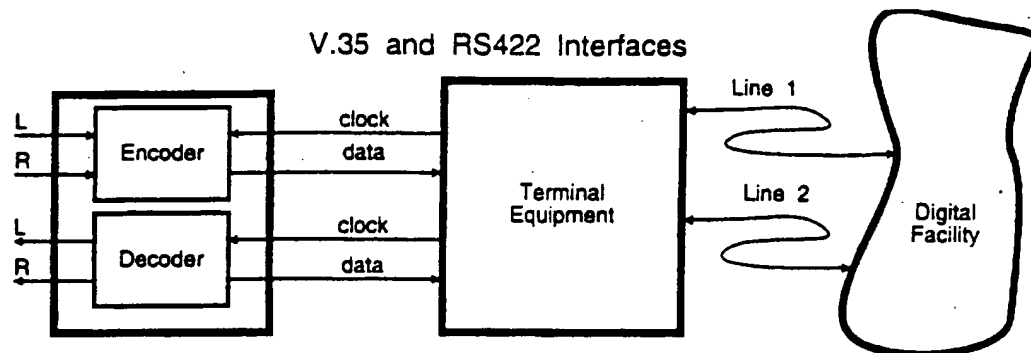 V.35 and RS422 Interfaces
L
R
Encoder
clock
data
L
R
Decoder
clock
data
Terminal
Equipment
Line 1
Line 2
Digital
Facility